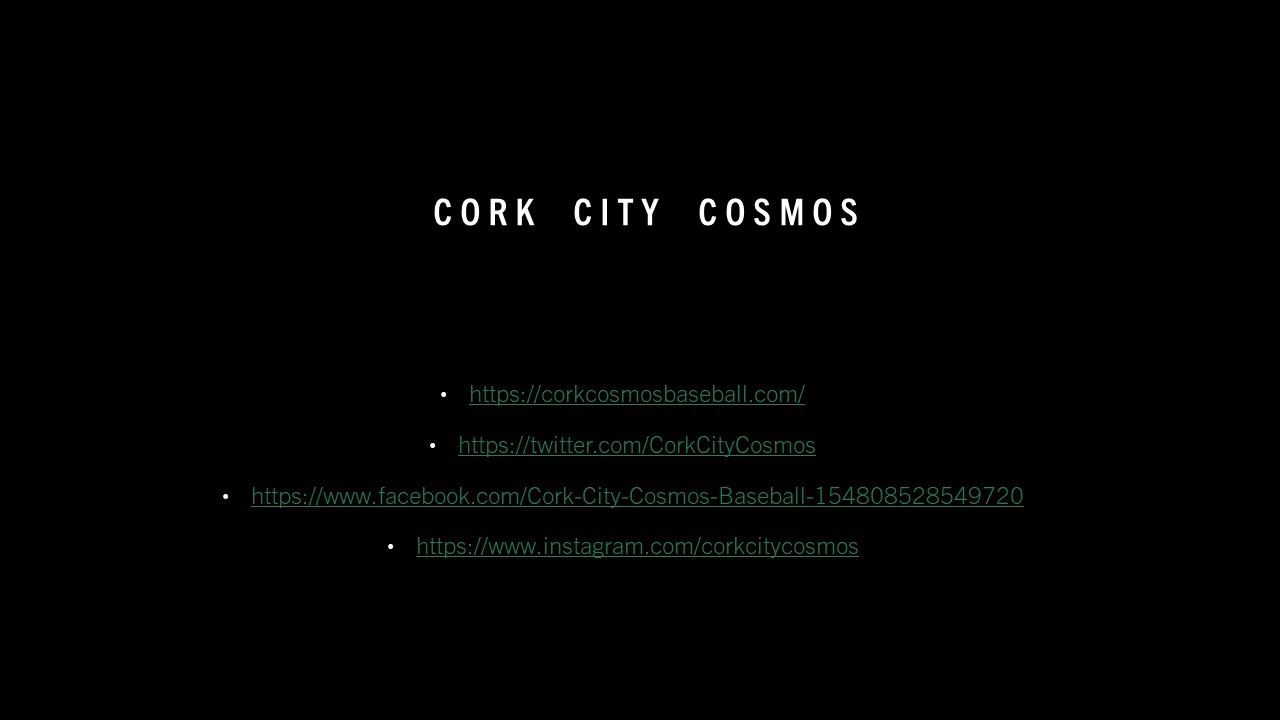 CORK CITY COSMOS
• https://corkcosmosbaseball.com/
• https://twitter.com/CorkCityCosmos
• https://www.facebook.com/Cork-City-Cosmos-Baseball-154808528549720
• https://www.instagram.com/corkcitycosmos